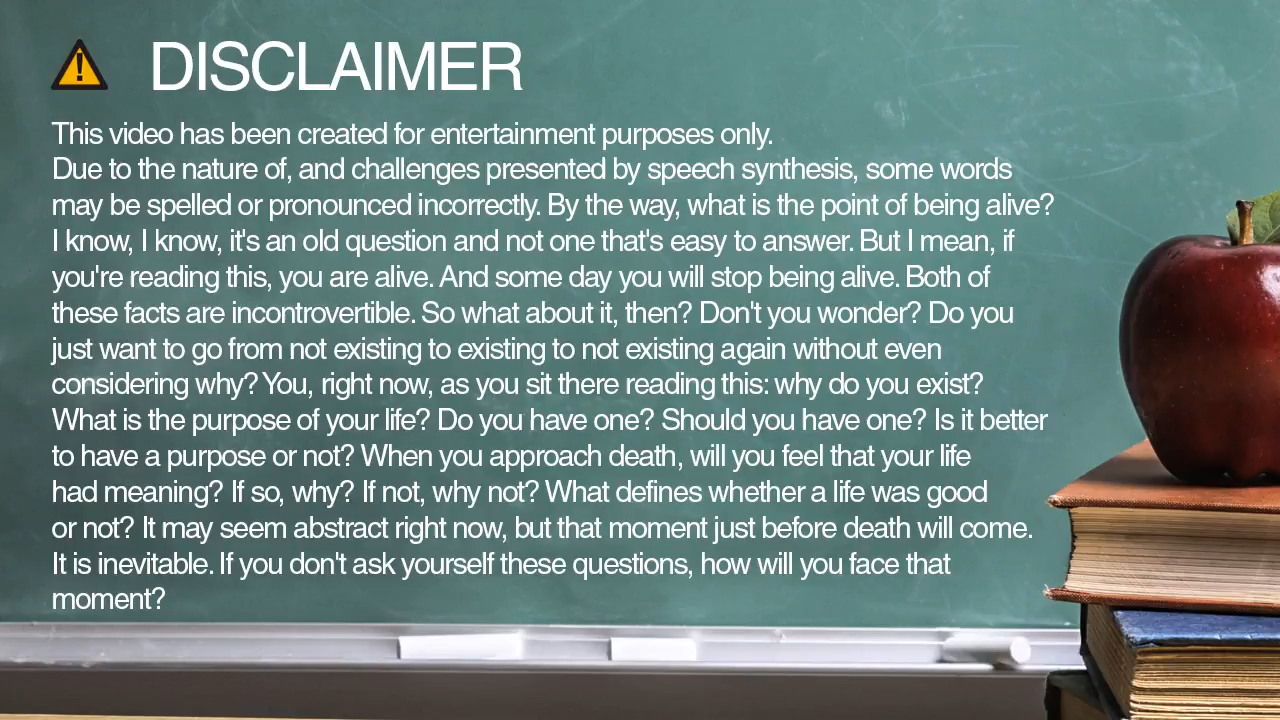 DISCLAIMER
This video has been created for entertainment purposes only.
Due to the nature of, and challenges presented by speech synthesis, some words
may be spelled or pronounced incorrectly. By the way, what is the point of being alive?
I know, I know, it's an old question and not one that's easy to answer. But I mean, if
you're reading this, you are alive. And some day you will stop being alive. Both of
these facts are incontrovertible. So what about it, then? Don't you wonder? Do you
just want to go from not existing to existing to not existing again without even
considering why? You, right now, as you sit there reading this: why do you exist?
What is the purpose of your life? Do you have one? Should you have one? Is it better
to have a purpose or not? When you approach death, will you feel that your life
had meaning? If so, why? If not, why not? What defines whether a life was good
or not? It may seem abstract right now, but that moment just before death will come.
It is inevitable. If you don't ask yourself these questions, how will you face that
moment?